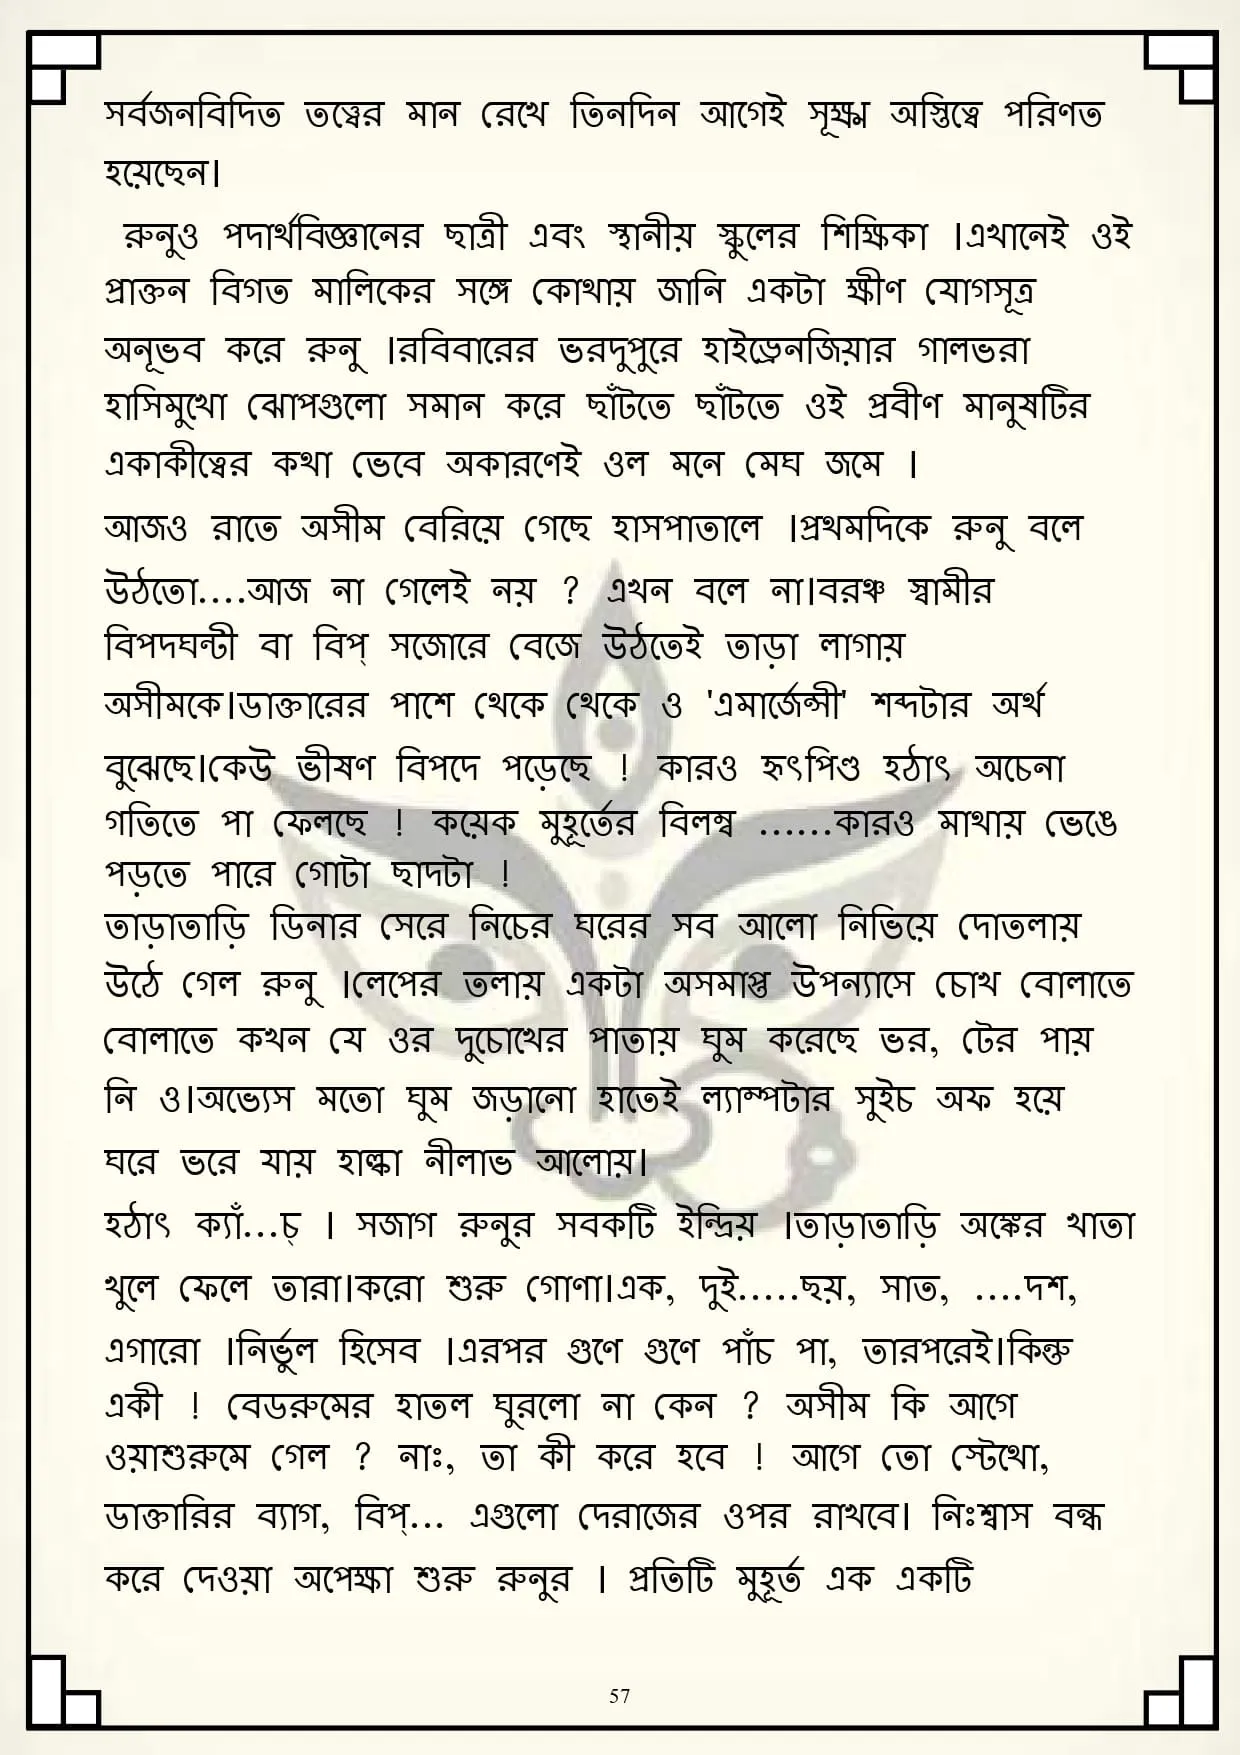 সর্বজনবিদিত তত্ত্বের মান রেখে তিনদিন আগেই সূক্ষ্ম অস্তিত্বে পরিণত
হয়েছেন।
রুনুও পদার্থবিজ্ঞানের ছাত্রী এবং স্থানীয় স্কুলের শিক্ষিকা ।এখানেই ওই
প্রাক্তন বিগত মালিকের সঙ্গে কোথায় জানি একটা ক্ষীণ যোগসূত্র
অনূভব করে রুনু ।রবিবারের ভরদুপুরে হাইড্রেনজিয়ার গালভরা
হাসিমুখো ঝোপগুলো সমান করে ছাঁটতে ছাঁটতে ওই প্রবীণ মানুষটির
একাকীত্বের কথা ভেবে অকারণেই ওল মনে মেঘ জমে ।
আজও রাতে অসীম বেরিয়ে গেছে হাসপাতালে ।প্রথমদিকে রুনু বলে
উঠতো....আজ না গেলেই নয় ? এখন বলে না।বরঞ্চ স্বামীর
বিপদঘন্টী বা বিপ্ সজোরে বেজে উঠতেই তাড়া লাগায়
অসীমকে।ডাক্তারের পাশে থেকে থেকে ও 'এমার্জেন্সী' শব্দটার অর্থ
বুঝেছে।কেউ ভীষণ বিপদে পড়েছে ! কারও হৃৎপিণ্ড হঠাৎ অচেনা
গতিতে পা ফেলছে ! কয়েক মুহূর্তের বিলম্ব ......কারও মাথায় ভেঙে
পড়তে পারে গোটা ছাদটা !
তাড়াতাড়ি ডিনার সেরে নিচের ঘরের সব আলো নিভিয়ে দোতলায়
উঠে গেল রুনু ।লেপের তলায় একটা অসমাপ্ত উপন্যাসে চোখ বোলাতে
বোলাতে কখন যে ওর দুচোখের পাতায় ঘুম করেছে ভর, টের পায়
নি ও।অভ্যেস মতো ঘুম জড়ানো হাতেই ল্যাম্পটার সুইচ অফ হয়ে
ঘরে ভরে যায় হাল্কা নীলাভ আলোয়।
হঠাৎ ক্যাঁ...চ্ । সজাগ রুনুর সবকটি ইন্দ্রিয় ।তাড়াতাড়ি অঙ্কের খাতা
খুলে ফেলে তারা।করো শুরু গোণা।এক, দুই.....ছয়, সাত, ....দশ,
এগারো ।নির্ভুল হিসেব ।এরপর গুণে গুণে পাঁচ পা, তারপরেই।কিন্তু
একী ! বেডরুমের হাতল ঘুরলো না কেন ? অসীম কি আগে
ওয়াশুরুমে গেল ? নাঃ, তা কী করে হবে ! আগে তো স্টেথো,
ডাক্তারির ব্যাগ, বিপ্... এগুলো দেরাজের ওপর রাখবে। নিঃশ্বাস বন্ধ
করে দেওয়া অপেক্ষা শুরু রুনুর । প্রতিটি মুহূর্ত এক একটি
57